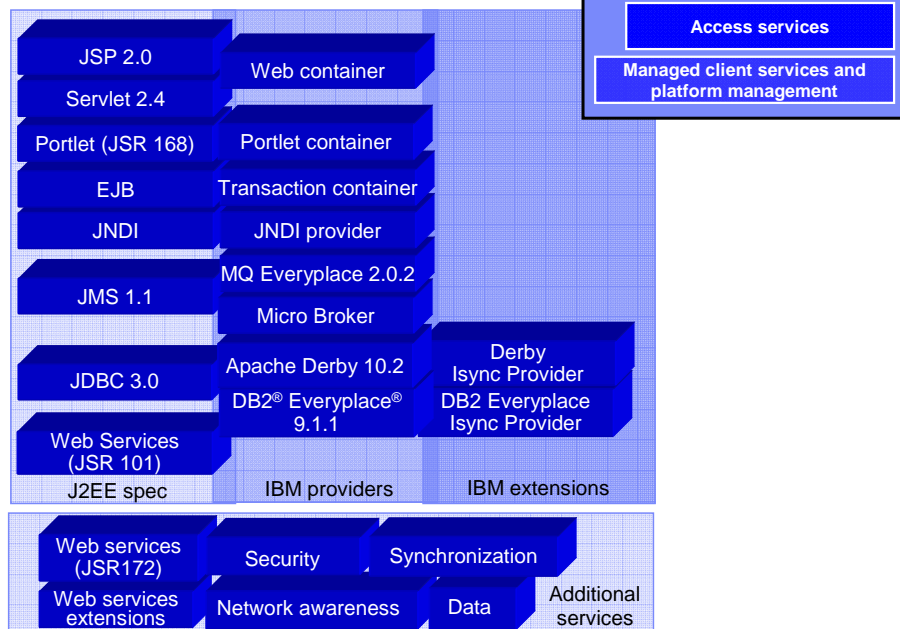 Access services
Managed client services and
platform management
JSP 2.0
Servlet 2.4
Web container
Portlet (JSR 168)
Portlet container
EJB
Transaction container
JNDI
JNDI provider
JMS 1.1
MQ Everyplace 2.0.2
Micro Broker
JDBC 3.0
Apache Derby 10.2
Derby
Isync Provider
DB2® Everyplace®
9.1.1
DB2 Everyplace
Isync Provider
Web Services
(JSR 101)
J2EE spec
IBM providers
IBM extensions
Web services
(JSR172)
Security
Synchronization
Web services
extensions
Network awareness
Data
Additional
services